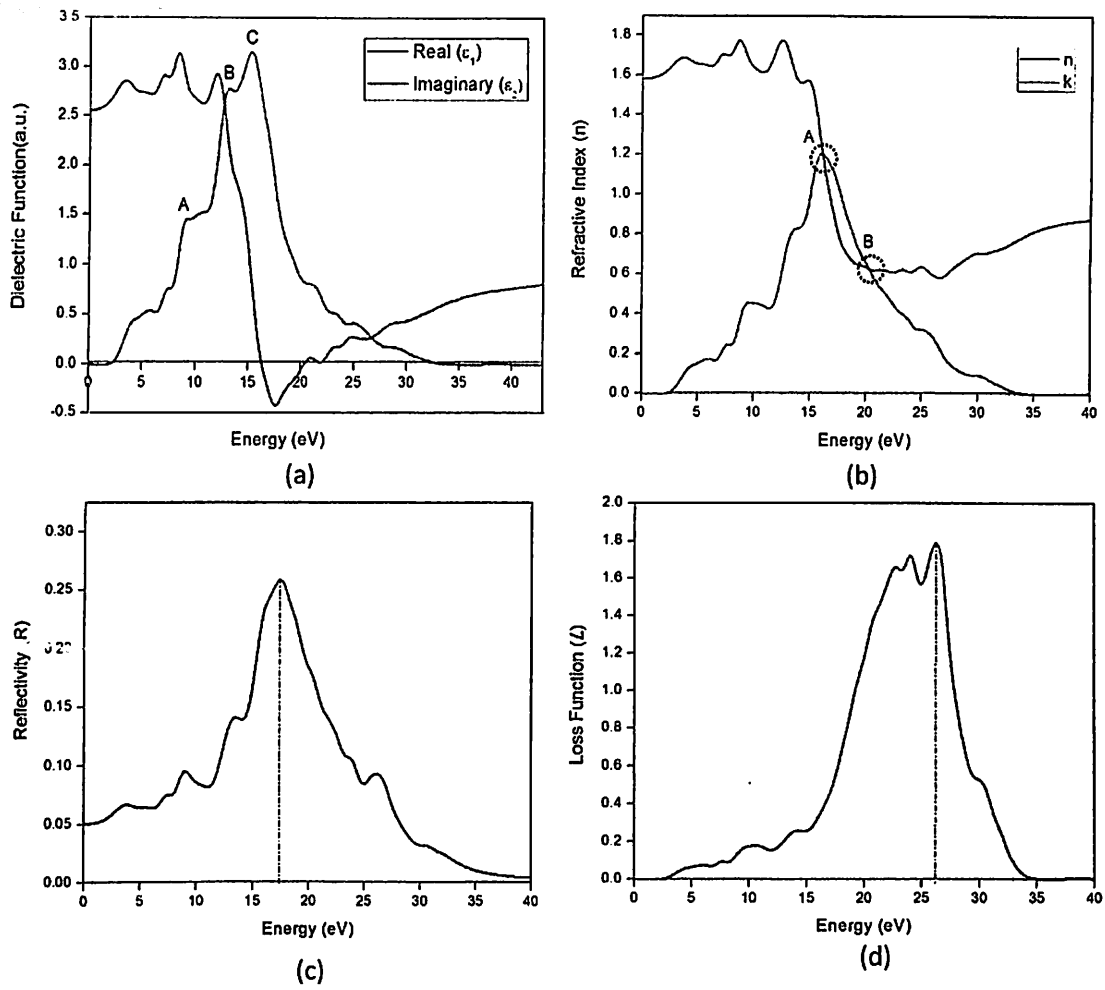 3.5
3.0
2.5
2.0
1.5
1.0
0.5
0.0
-0.5
Dielectric Function(a.u.)
A
B
C
Real (ε1)
Imaginary (ε2)
0 5 10 15 20 25 30 35 40
Energy (eV)
(a)
1.8
1.6
1.4
1.2
1.0
0.8
0.6
0.4
0.2
0.0
Refractive Index (n)
A
B
n
k
0 5 10 15 20 25 30 35 40
Energy (eV)
(b)
0.30
0.25
0.15
0.10
0.05
0.00
Reflectivity (R)
0 5 10 15 20 25 30 35 40
Energy (eV)
(c)
2.0
1.8
1.6
1.4
1.2
1.0
0.8
0.6
0.4
0.2
0.0
Loss Function (L)
0 5 10 15 20 25 30 35 40
Energy (eV)
(d)